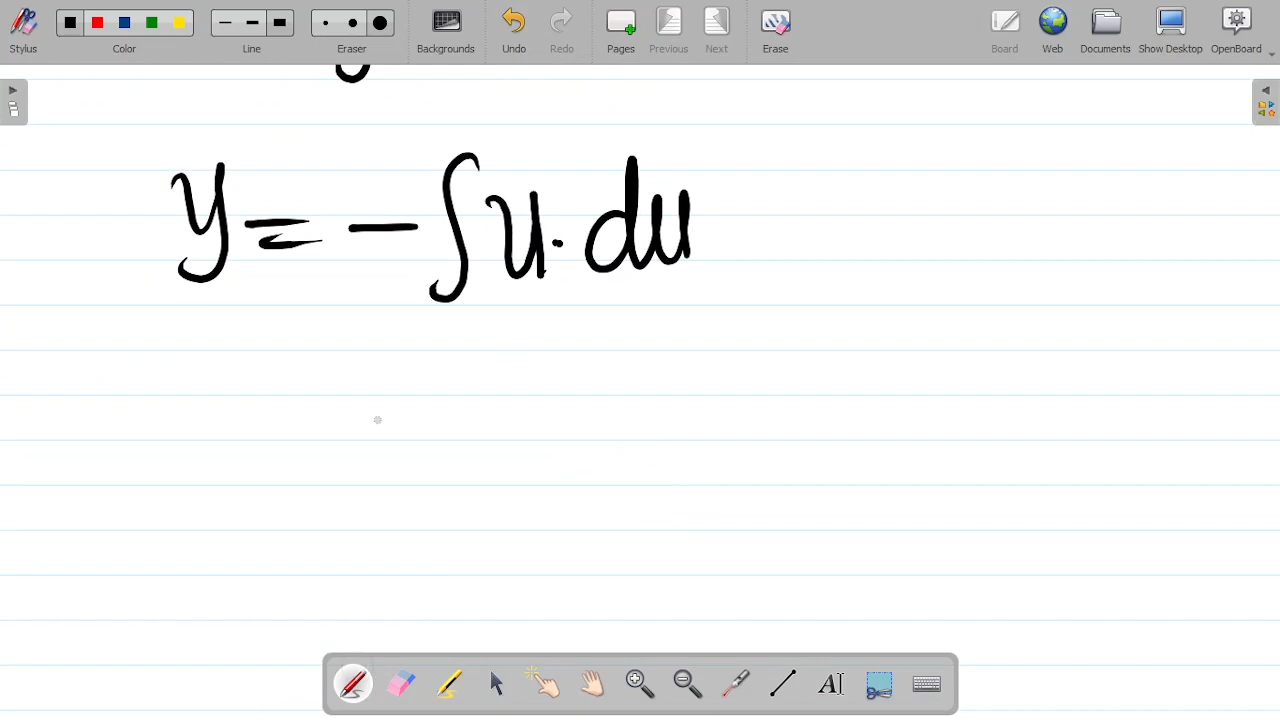 Stylus Color Line Eraser Backgrounds Undo Redo Pages Previous Next Erase Board Web Documents Show Desktop OpenBoard
y = - ∫ u · du